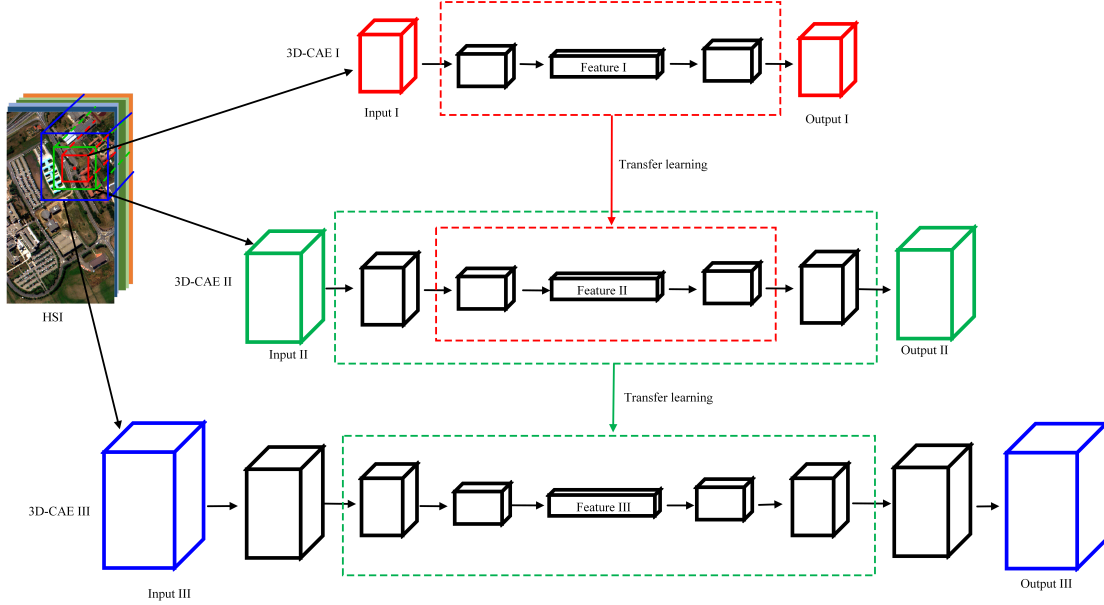 3D-CAE I
Feature I
Input I
Output I
Transfer learning
3D-CAE II
Feature II
HSI
Input II
Output II
Transfer learning
3D-CAE III
Feature III
Input III
Output III